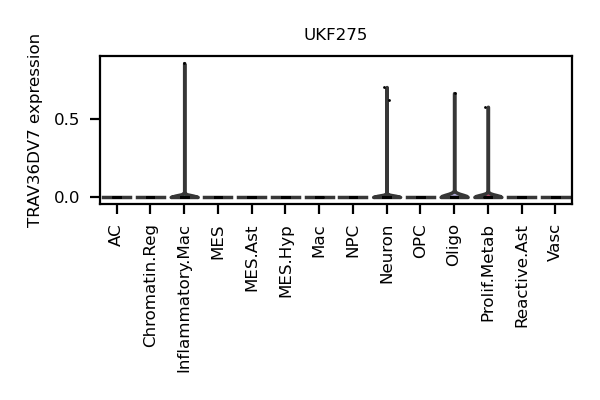 UKF275
TRAV36DV7 expression
0.5
0.0
AC
Chromatin.Reg
Inflammatory.Mac
MES
MES.Ast
MES.Hyp
Mac
NPC
Neuron
OPC
Oligo
Prolif.Metab
Reactive.Ast
Vasc